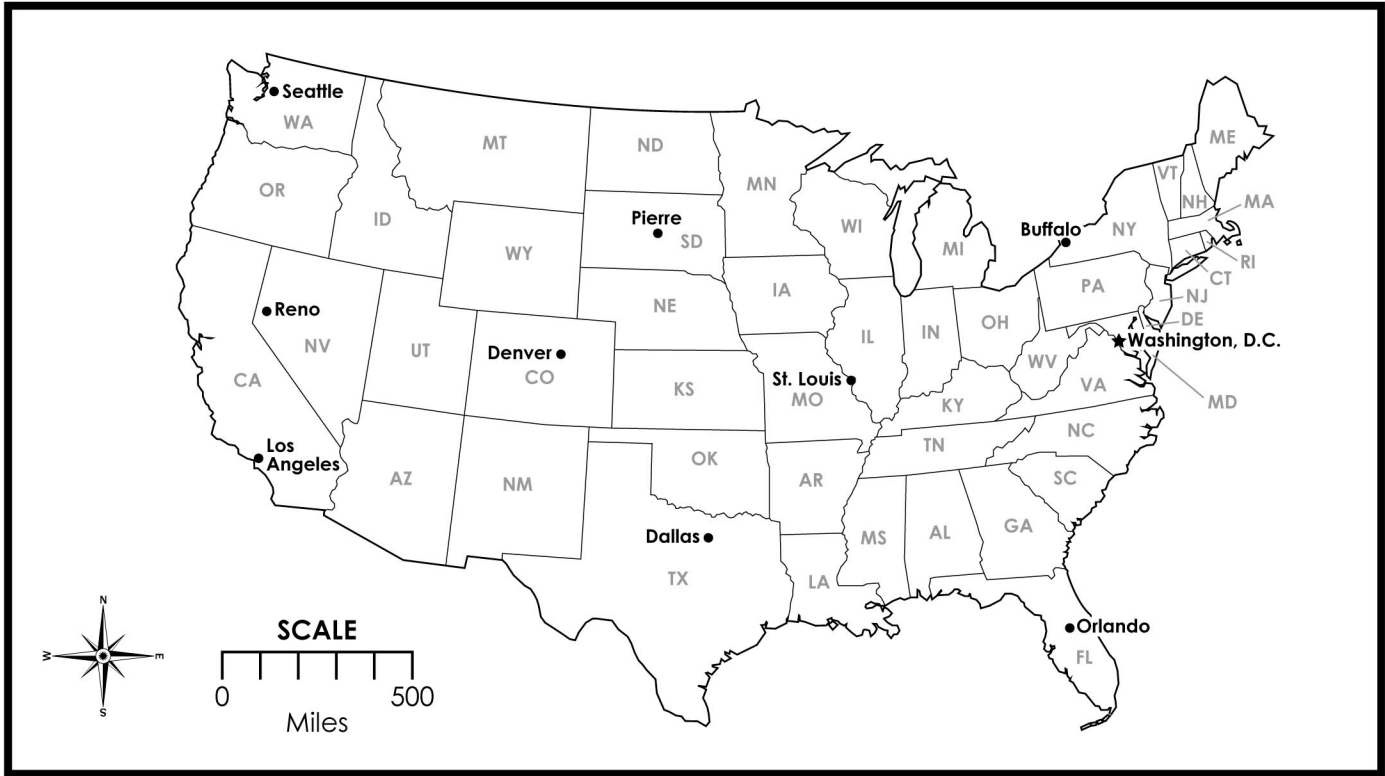 Seattle
WA
MT
ND
MN
ME
VT
NH
MA
OR
ID
WY
Pierre
SD
WI
MI
Buffalo
NY
RI
CT
Reno
NV
UT
Denver
CO
NE
IA
IL
IN
OH
PA
NJ
DE
Washington, D.C.
CA
KS
St. Louis
MO
KY
WV
VA
MD
Los
Angeles
AZ
NM
OK
AR
TN
NC
SC
Dallas
TX
LA
MS
AL
GA
Orlando
FL
N
W
E
S
SCALE
0
500
Miles